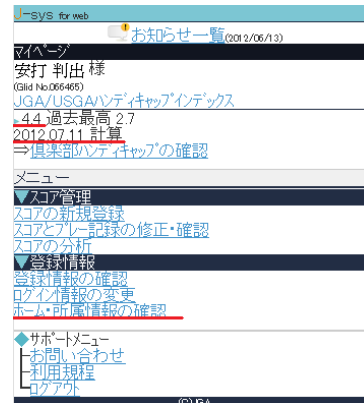 J-sys for web
お知らせ一覧(2012/06/13)
マイページ
安打 判出 様
(Glid No.066465)
JGA/USGAハンディキャップインデックス
4.4 過去最高 2.7
2012.07.11 計算
⇒倶楽部ハンディキャップの確認
メニュー
▼スコア管理
スコアの新規登録
スコアとプレー記録の修正・確認
スコアの分析
▼登録情報
登録情報の確認
ログイン情報の変更
ホーム・所属情報の確認
◆サポートメニュー
お問い合わせ
利用規程
ログアウト
(C)JGA